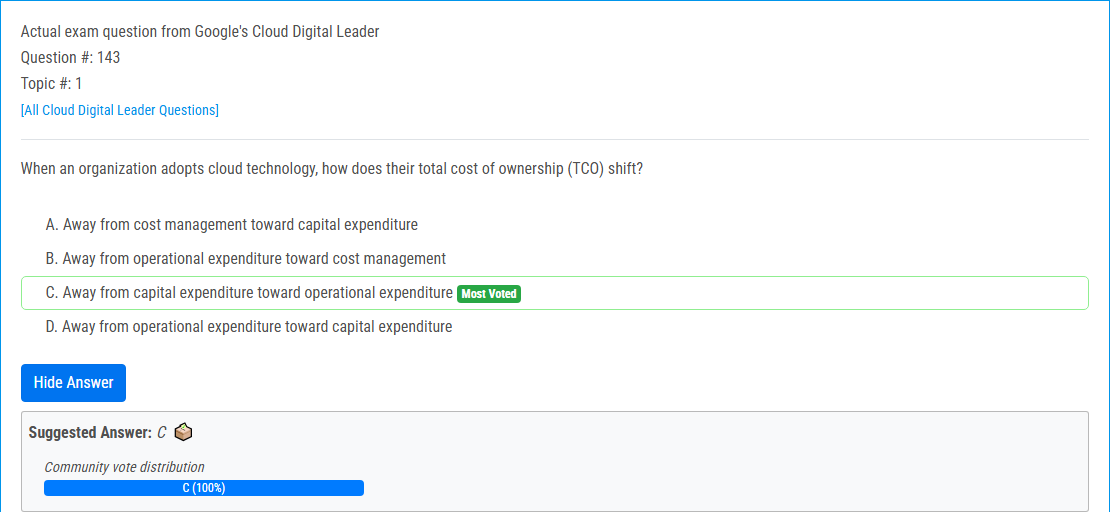 Actual exam question from Google's Cloud Digital Leader
Question #: 143
Topic #: 1
[All Cloud Digital Leader Questions]
When an organization adopts cloud technology, how does their total cost of ownership (TCO) shift?
A. Away from cost management toward capital expenditure
B. Away from operational expenditure toward cost management
C. Away from capital expenditure toward operational expenditure Most Voted
D. Away from operational expenditure toward capital expenditure
Hide Answer
Suggested Answer: C
Community vote distribution
C (100%)